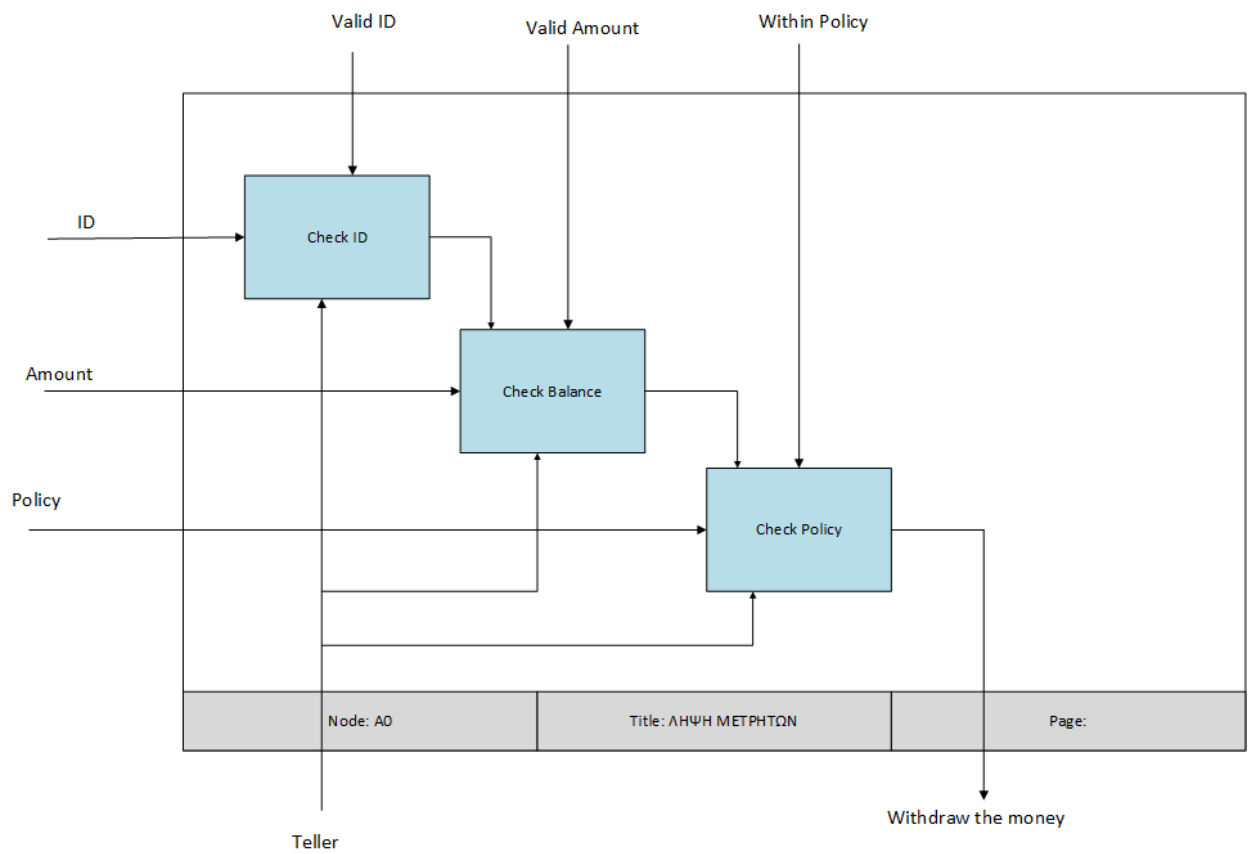 Valid ID
Valid Amount
Within Policy
ID
Check ID
Amount
Check Balance
Policy
Check Policy
Node: A0
Title: ΛΗΨΗ ΜΕΤΡΗΤΩΝ
Page:
Teller
Withdraw the money